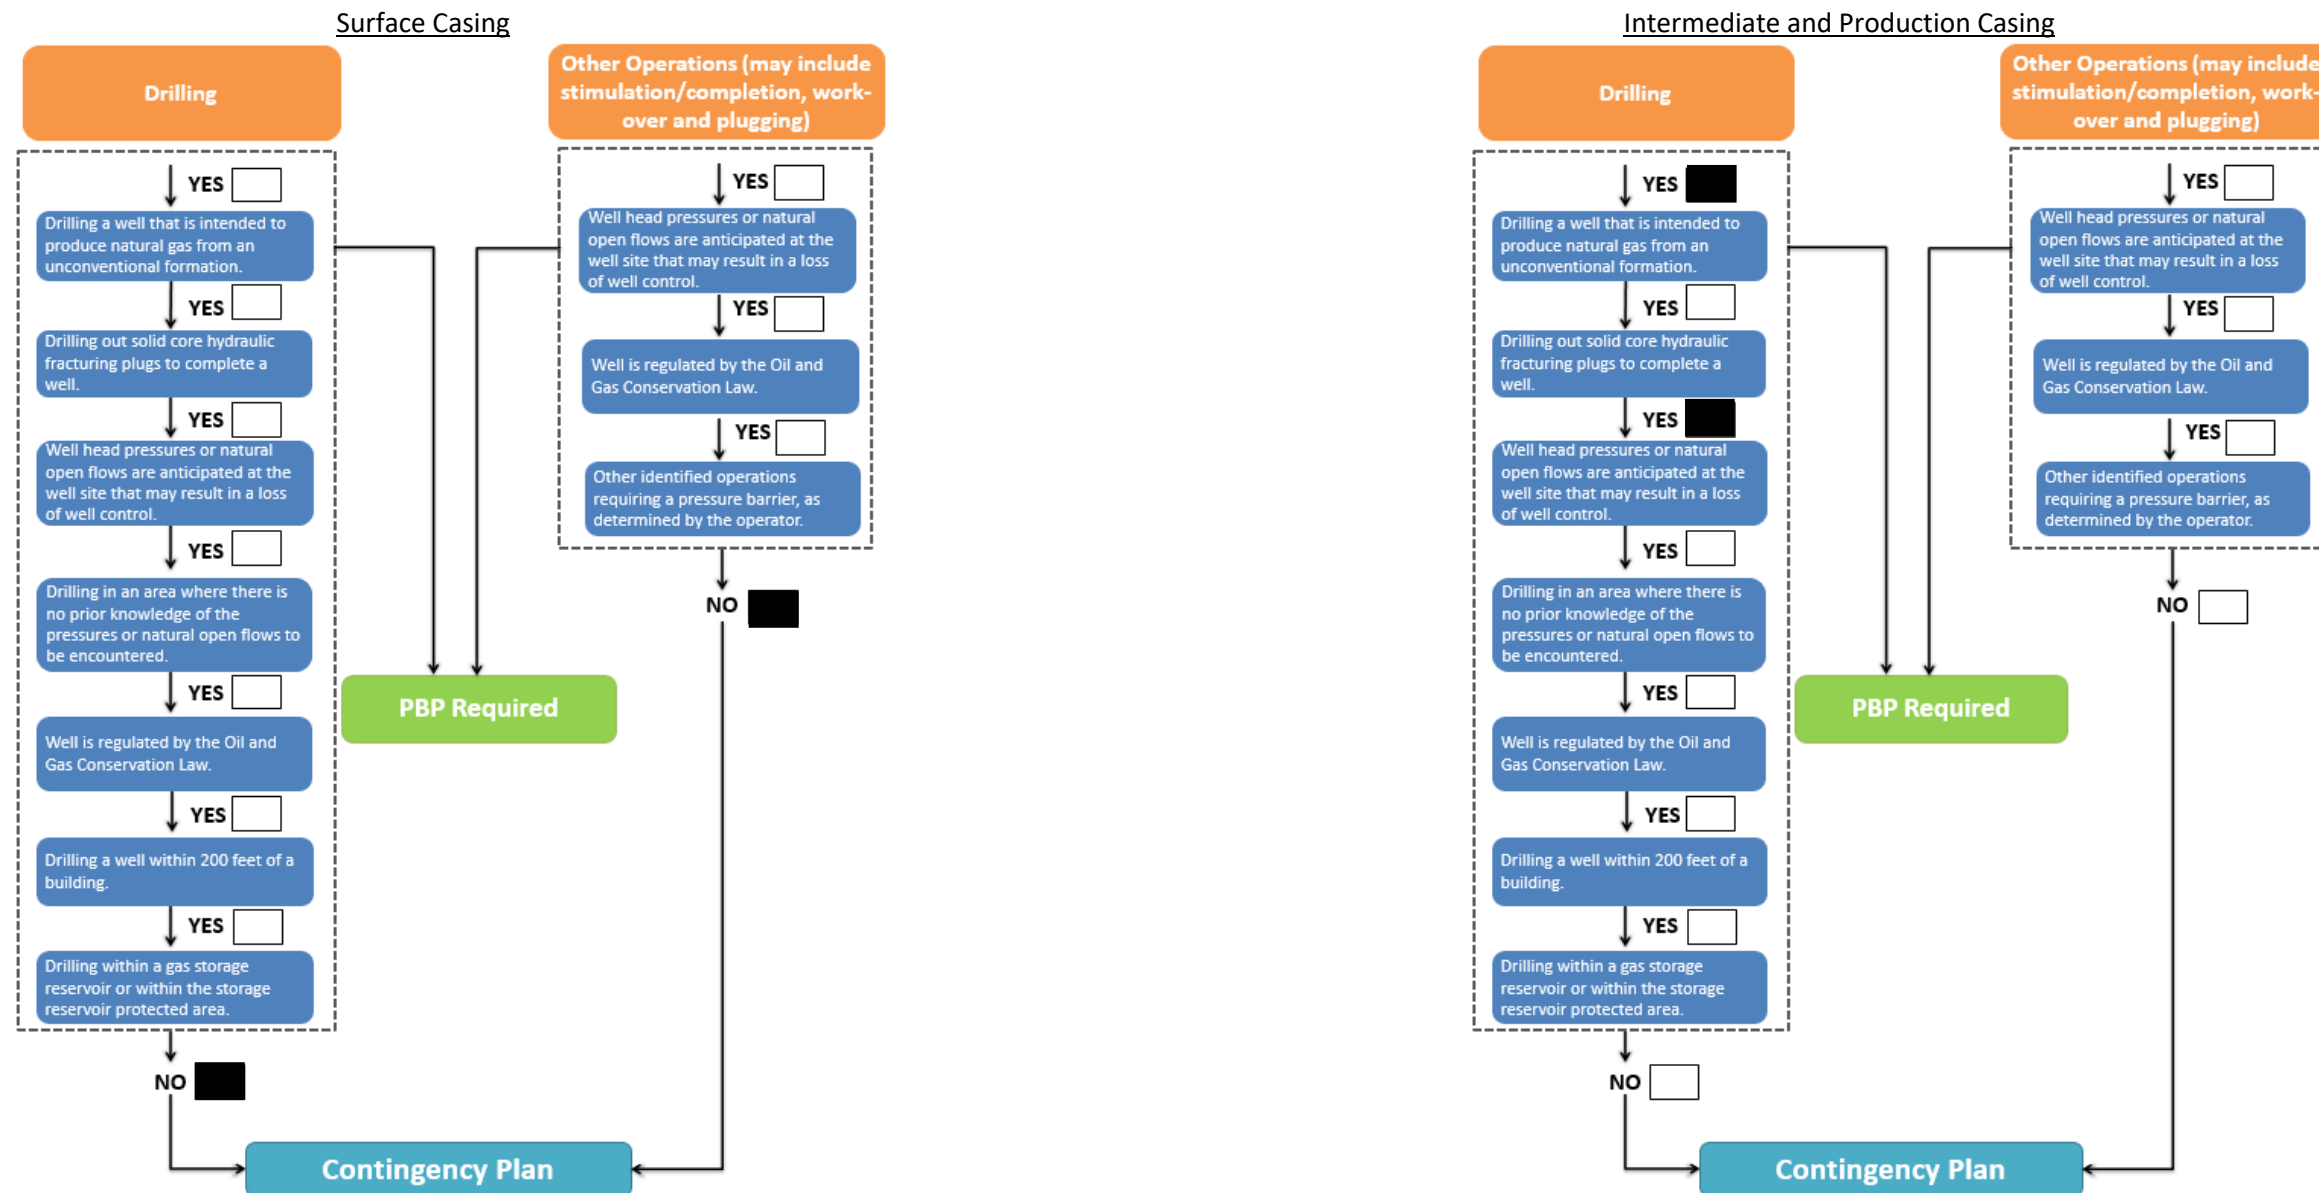 Surface Casing
Drilling
YES
Drilling a well that is intended to
produce natural gas from an
unconventional formation.
YES
Drilling out solid core hydraulic
fracturing plugs to complete a
well.
YES
Well head pressures or natural
open flows are anticipated at the
well site that may result in a loss
of well control.
YES
Drilling in an area where there is
no prior knowledge of the
pressures or natural open flows to
be encountered.
YES
Well is regulated by the Oil and
Gas Conservation Law.
YES
Drilling a well within 200 feet of a
building.
YES
Drilling within a gas storage
reservoir or within the storage
reservoir protected area.
NO
Other Operations (may include
stimulation/completion, work-
over and plugging)
YES
Well head pressures or natural
open flows are anticipated at the
well site that may result in a loss
of well control.
YES
Well is regulated by the Oil and
Gas Conservation Law.
YES
Other identified operations
requiring a pressure barrier, as
determined by the operator.
NO
PBP Required
Contingency Plan
Intermediate and Production Casing
Drilling
YES
Drilling a well that is intended to
produce natural gas from an
unconventional formation.
YES
Drilling out solid core hydraulic
fracturing plugs to complete a
well.
YES
Well head pressures or natural
open flows are anticipated at the
well site that may result in a loss
of well control.
YES
Drilling in an area where there is
no prior knowledge of the
pressures or natural open flows to
be encountered.
YES
Well is regulated by the Oil and
Gas Conservation Law.
YES
Drilling a well within 200 feet of a
building.
YES
Drilling within a gas storage
reservoir or within the storage
reservoir protected area.
NO
Other Operations (may include
stimulation/completion, work-
over and plugging)
YES
Well head pressures or natural
open flows are anticipated at the
well site that may result in a loss
of well control.
YES
Well is regulated by the Oil and
Gas Conservation Law.
YES
Other identified operations
requiring a pressure barrier, as
determined by the operator.
NO
PBP Required
Contingency Plan